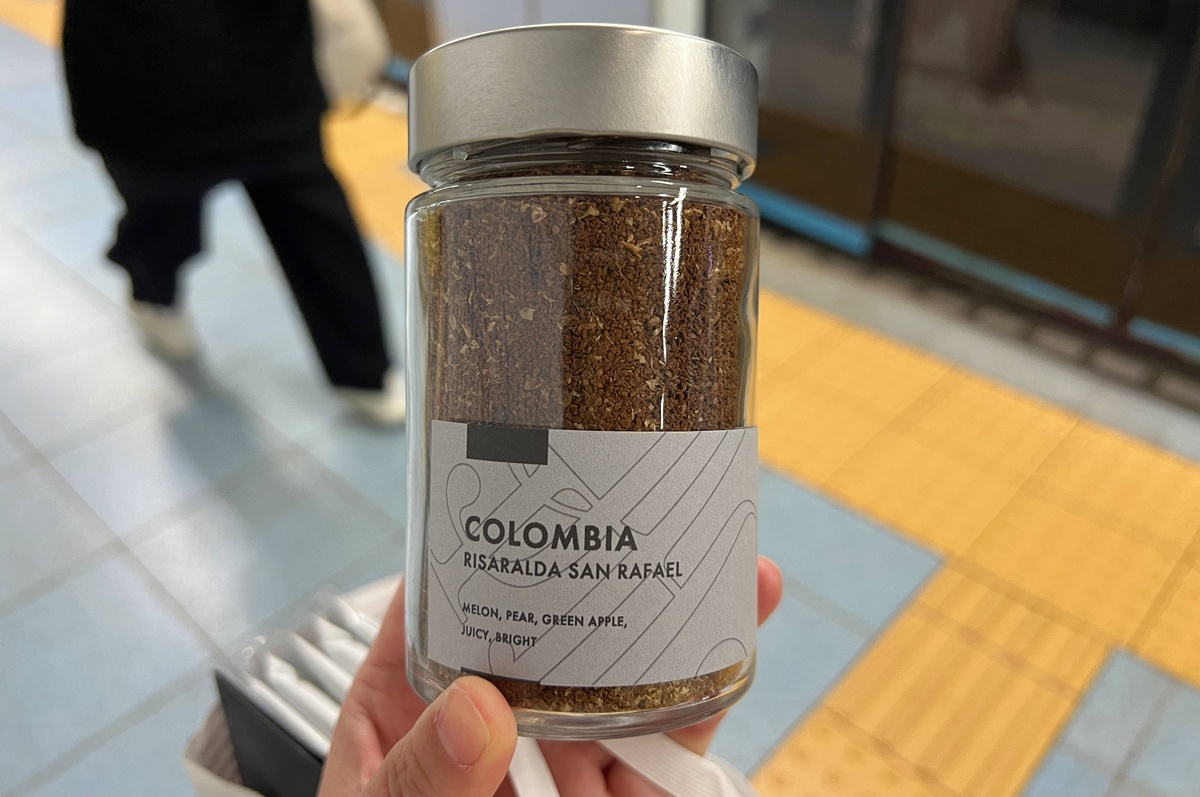 COLOMBIA
RISARALDA SAN RAFAEL
MELON, PEAR, GREEN APPLE,
JUICY, BRIGHT